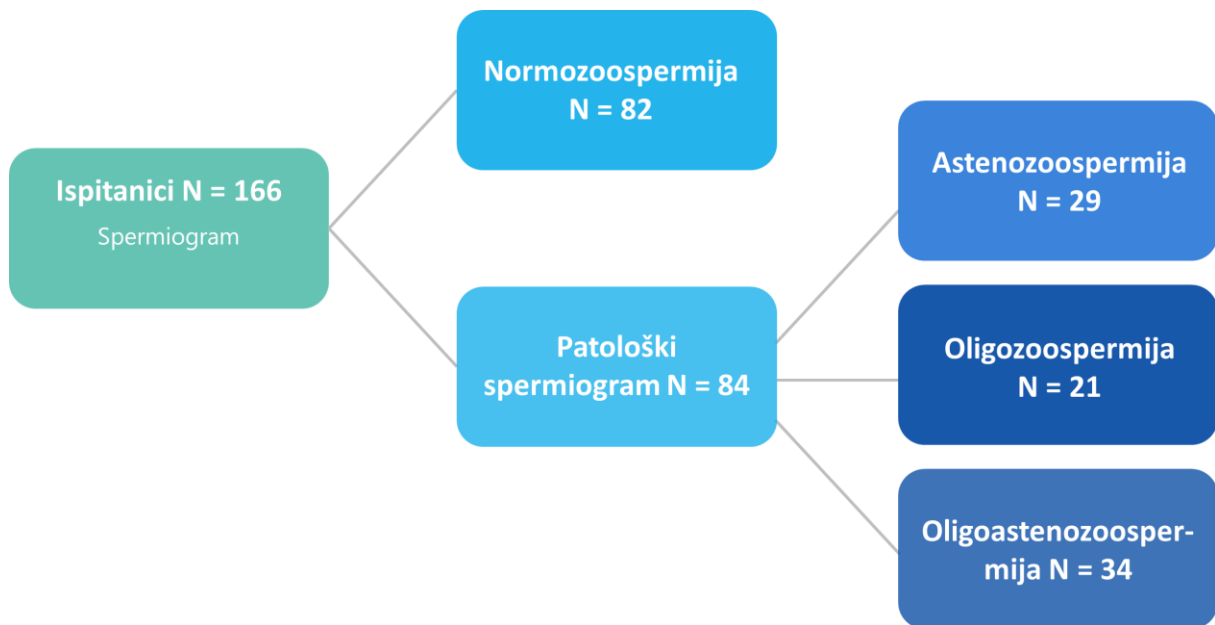 Ispitanici N = 166
Spermiogram
Normozoospermija
N = 82
Patološki
spermiogram N = 84
Astenozoospermija
N = 29
Oligozoospermija
N = 21
Oligoastenozoosper-
mija N = 34